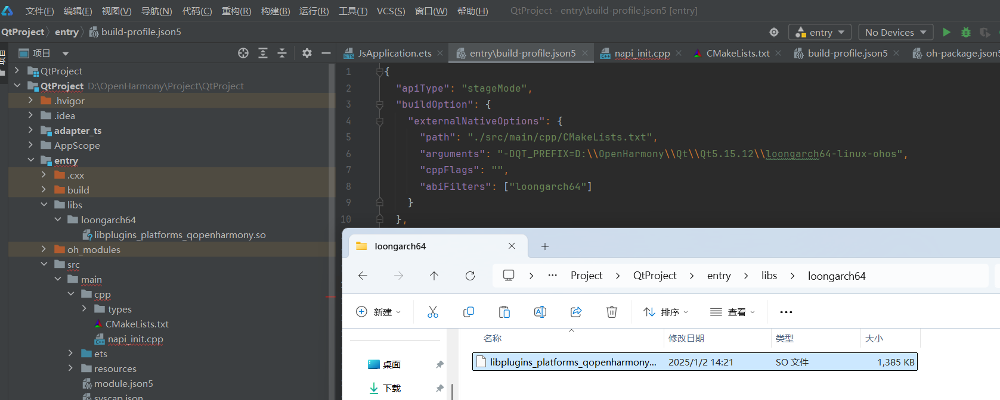 文件(F) 编辑(E) 视图(V) 导航(N) 代码(C) 重构(R) 构建(B) 运行(R) 工具(T) VCS(S) 窗口(W) 帮助(H) QtProject - entry\build-profile.json5 [entry]
QtProject entry build-profile.json5 entry No Devices
项目
项目 JsApplication.ets entry\build-profile.json5 napi_init.cpp CMakeLists.txt build-profile.json5 oh-package.json5
QtProject
QtProject D:\OpenHarmony\Project\QtProject
.hvigor
.idea
adapter_ts
AppScope
entry
.cxx
build
libs
loongarch64
libplugins_platforms_qopenharmony.so
oh_modules
src
main
cpp
types
CMakeLists.txt
napi_init.cpp
ets
resources
module.json5
syscap.json
1 {
2 "apiType": "stageMode",
3 "buildOption": {
4 "externalNativeOptions": {
5 "path": "./src/main/cpp/CMakeLists.txt",
6 "arguments": "-DQT_PREFIX=D:\\OpenHarmony\\Qt\\Qt5.15.12\\loongarch64-linux-ohos",
7 "cppFlags": "",
8 "abiFilters": ["loongarch64"]
9 }
10 },
loongarch64
Project QtProject entry libs loongarch64
新建 排序 查看
名称 修改日期 类型 大小
libplugins_platforms_qopenharmony... 2025/1/2 14:21 SO 文件 1,385 KB
桌面
下载